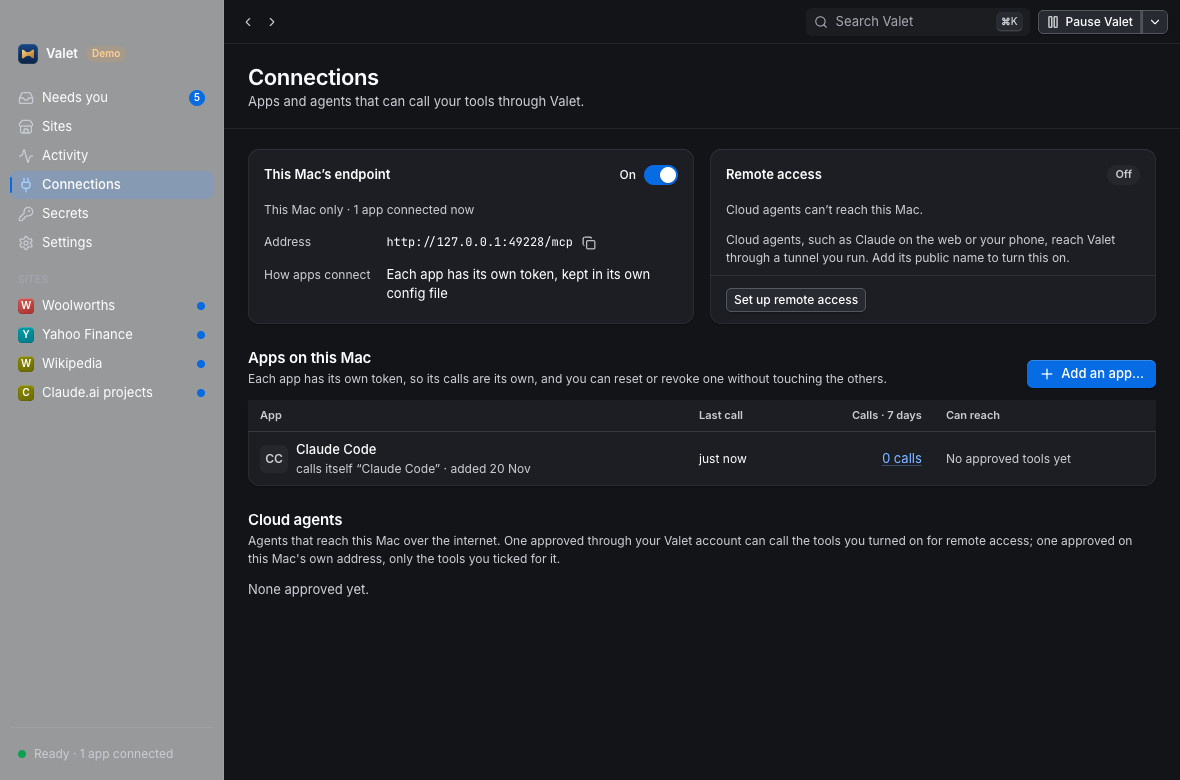 Valet Demo
Needs you 5
Sites
Activity
Connections
Secrets
Settings
SITES
W Woolworths
Y Yahoo Finance
W Wikipedia
C Claude.ai projects
Ready · 1 app connected
Search Valet ⌘K
Pause Valet
Connections
Apps and agents that can call your tools through Valet.
This Mac’s endpoint On
This Mac only · 1 app connected now
Address http://127.0.0.1:49228/mcp
How apps connect Each app has its own token, kept in its own
config file
Remote access Off
Cloud agents can’t reach this Mac.
Cloud agents, such as Claude on the web or your phone, reach Valet
through a tunnel you run. Add its public name to turn this on.
Set up remote access
Apps on this Mac
Each app has its own token, so its calls are its own, and you can reset or revoke one without touching the others.
Add an app...
App Last call Calls · 7 days Can reach
CC Claude Code
calls itself “Claude Code” · added 20 Nov
just now 0 calls No approved tools yet
Cloud agents
Agents that reach this Mac over the internet. One approved through your Valet account can call the tools you turned on for remote access; one approved on
this Mac's own address, only the tools you ticked for it.
None approved yet.